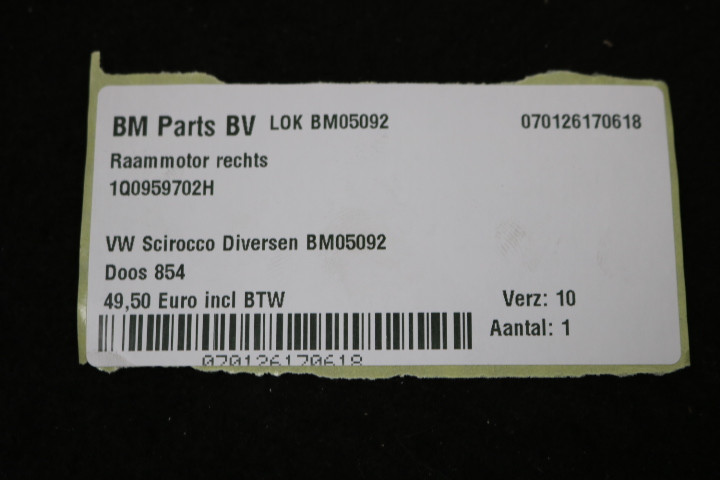 BM Parts BV LOK BM05092 070126170618
Raammotor rechts
1Q0959702H
VW Scirocco Diversen BM05092
Doos 854
49,50 Euro incl BTW Verz: 10
Aantal: 1
070126170618